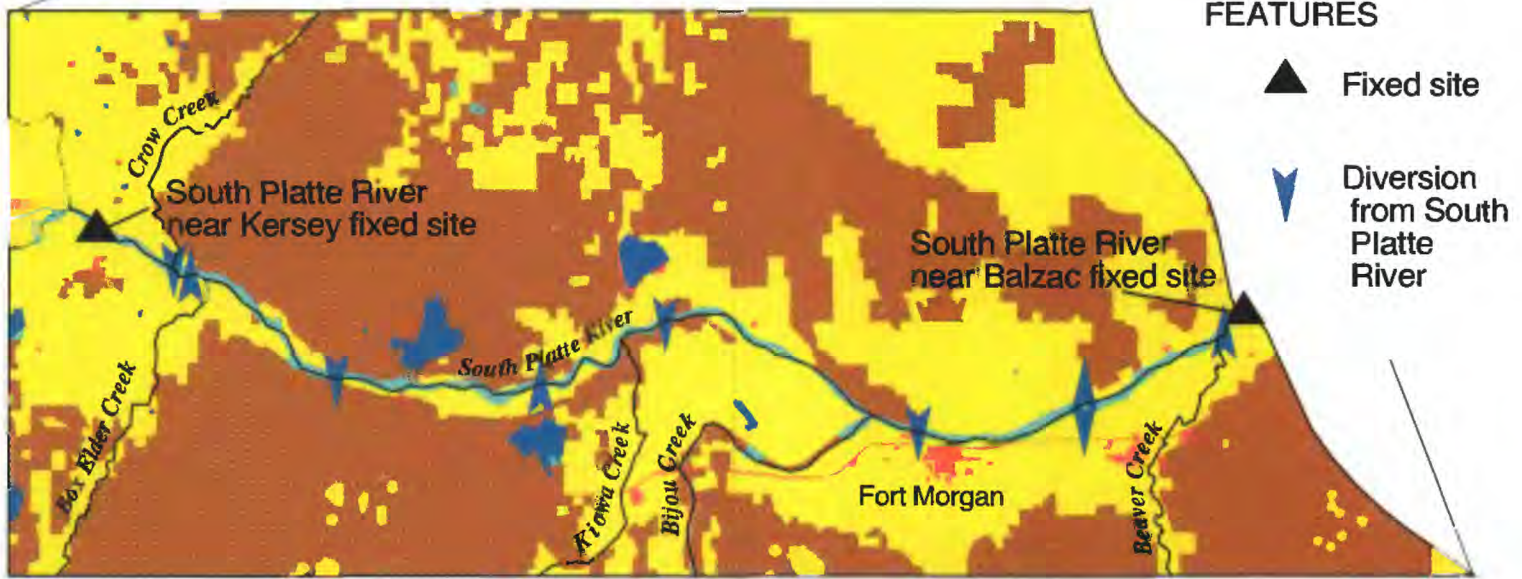 FEATURES
Fixed site
Diversion
from South
Platte
River
Crow Creek
South Platte River
near Kersey fixed site
South Platte River
near Balzac fixed site
South Platte River
Box Elder Creek
Kiowa Creek
Bijou Creek
Fort Morgan
Beaver Creek